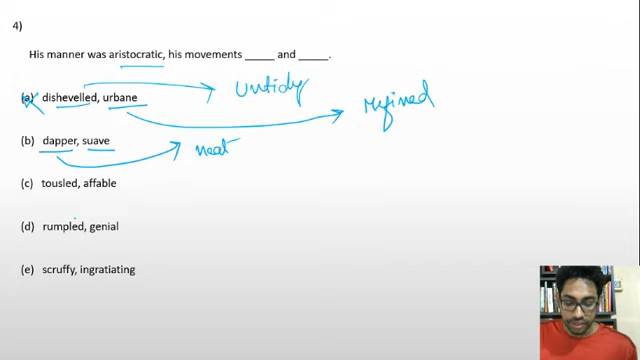 4)
His manner was aristocratic, his movements _____ and _____.
(a) dishevelled, urbane
untidy
refined
(b) dapper, suave
neat
(c) tousled, affable
(d) rumpled, genial
(e) scruffy, ingratiating